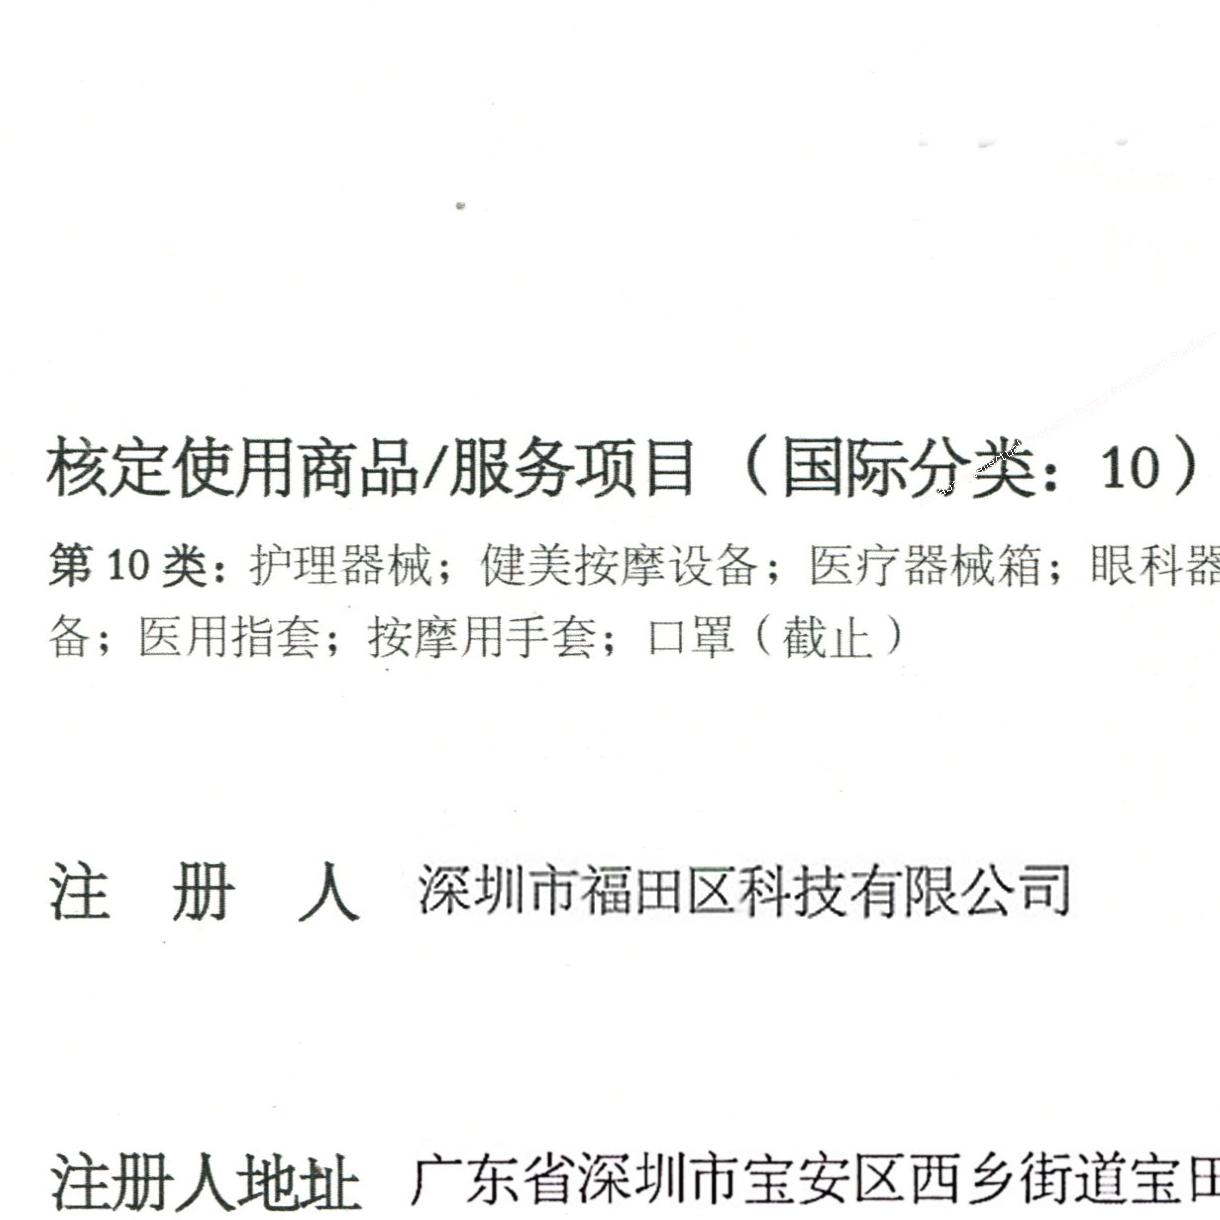 核定使用商品/服务项目（国际分类：10）
第 10 类：护理器械；健美按摩设备；医疗器械箱；眼科器
备；医用指套；按摩用手套；口罩（截止）
注 册 人 深圳市福田区科技有限公司
注册人地址 广东省深圳市宝安区西乡街道宝田